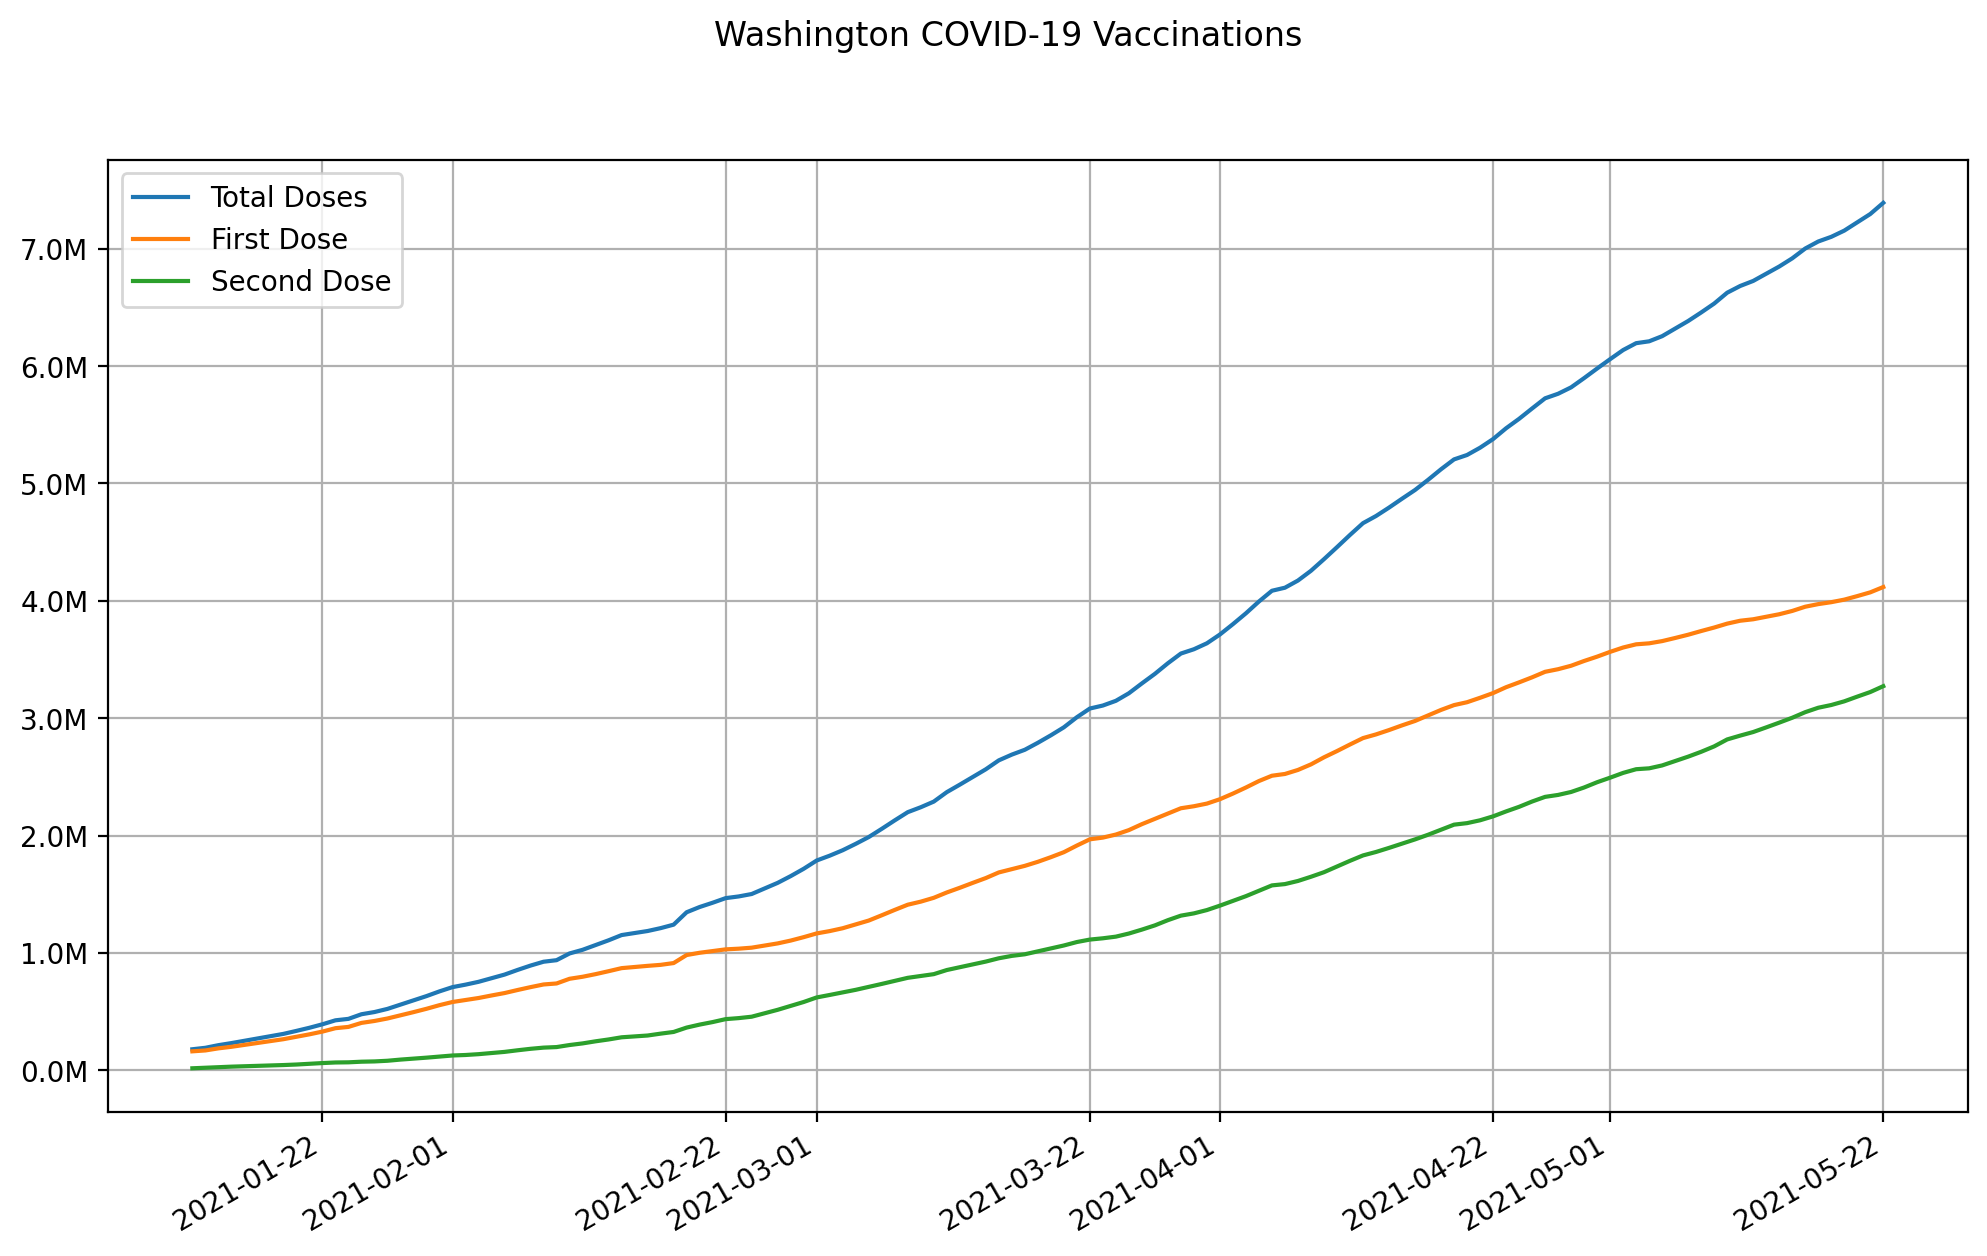 Washington COVID-19 Vaccinations
Total Doses
First Dose
Second Dose
7.0M
6.0M
5.0M
4.0M
3.0M
2.0M
1.0M
0.0M
2021-01-22
2021-02-01
2021-02-22
2021-03-01
2021-03-22
2021-04-01
2021-04-22
2021-05-01
2021-05-22